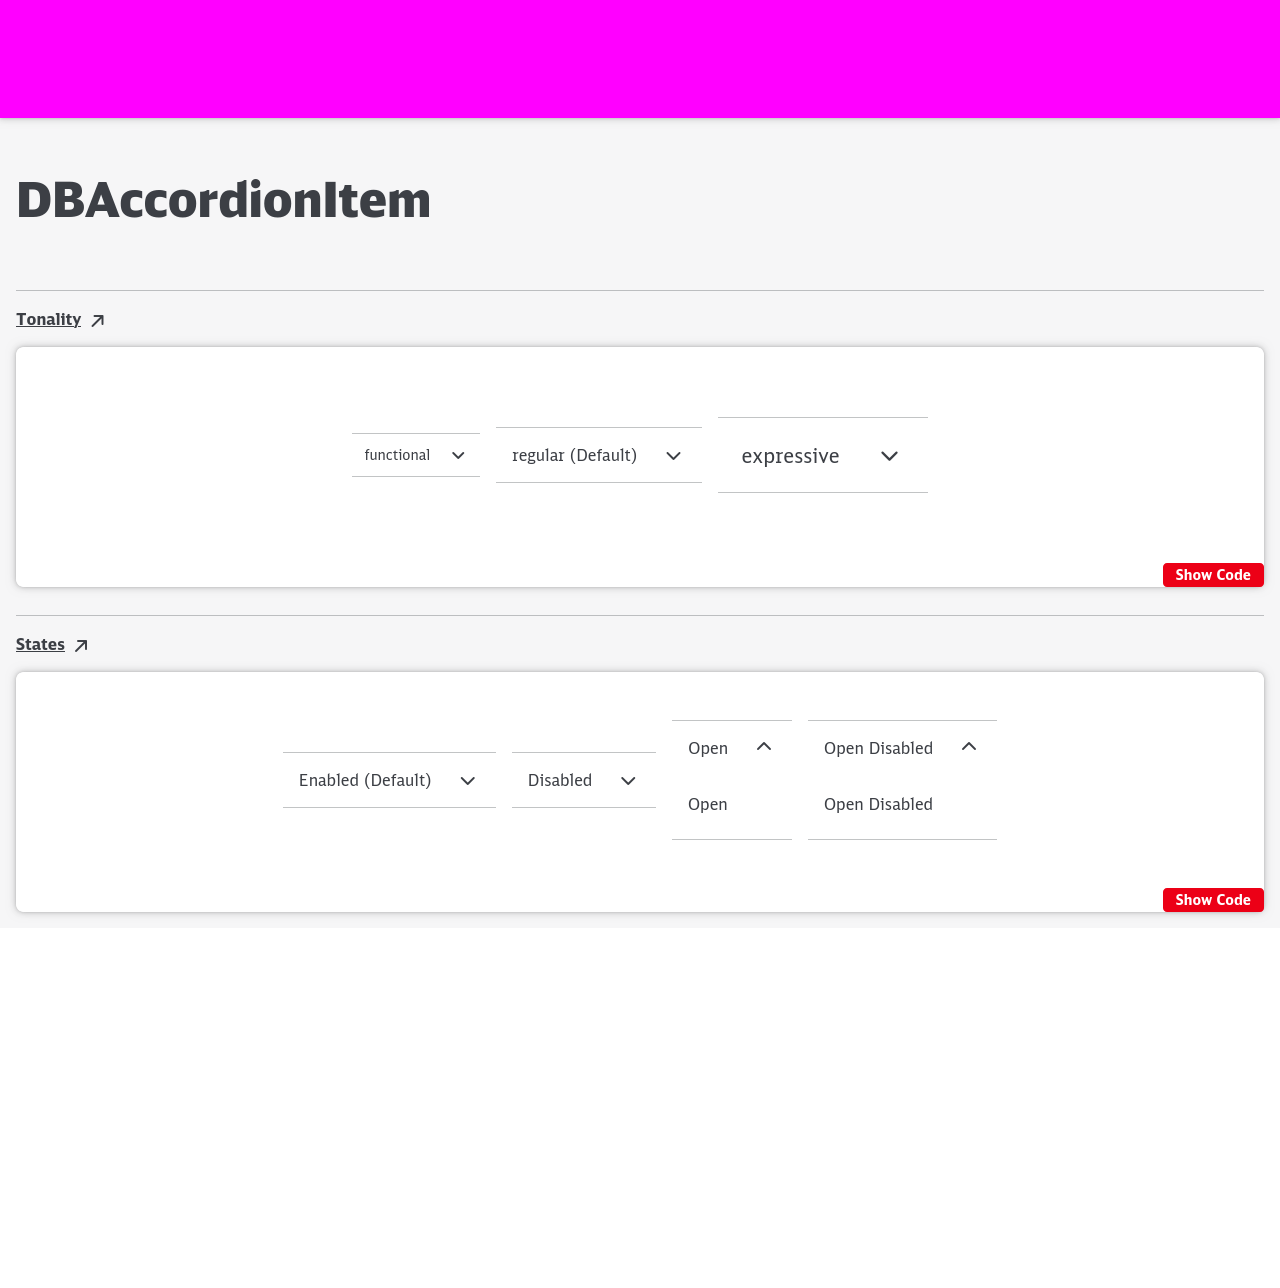 DBAccordionItem
Tonality
functional
regular (Default)
expressive
Show Code
States
Enabled (Default)
Disabled
Open
Open Disabled
Open
Open Disabled
Show Code